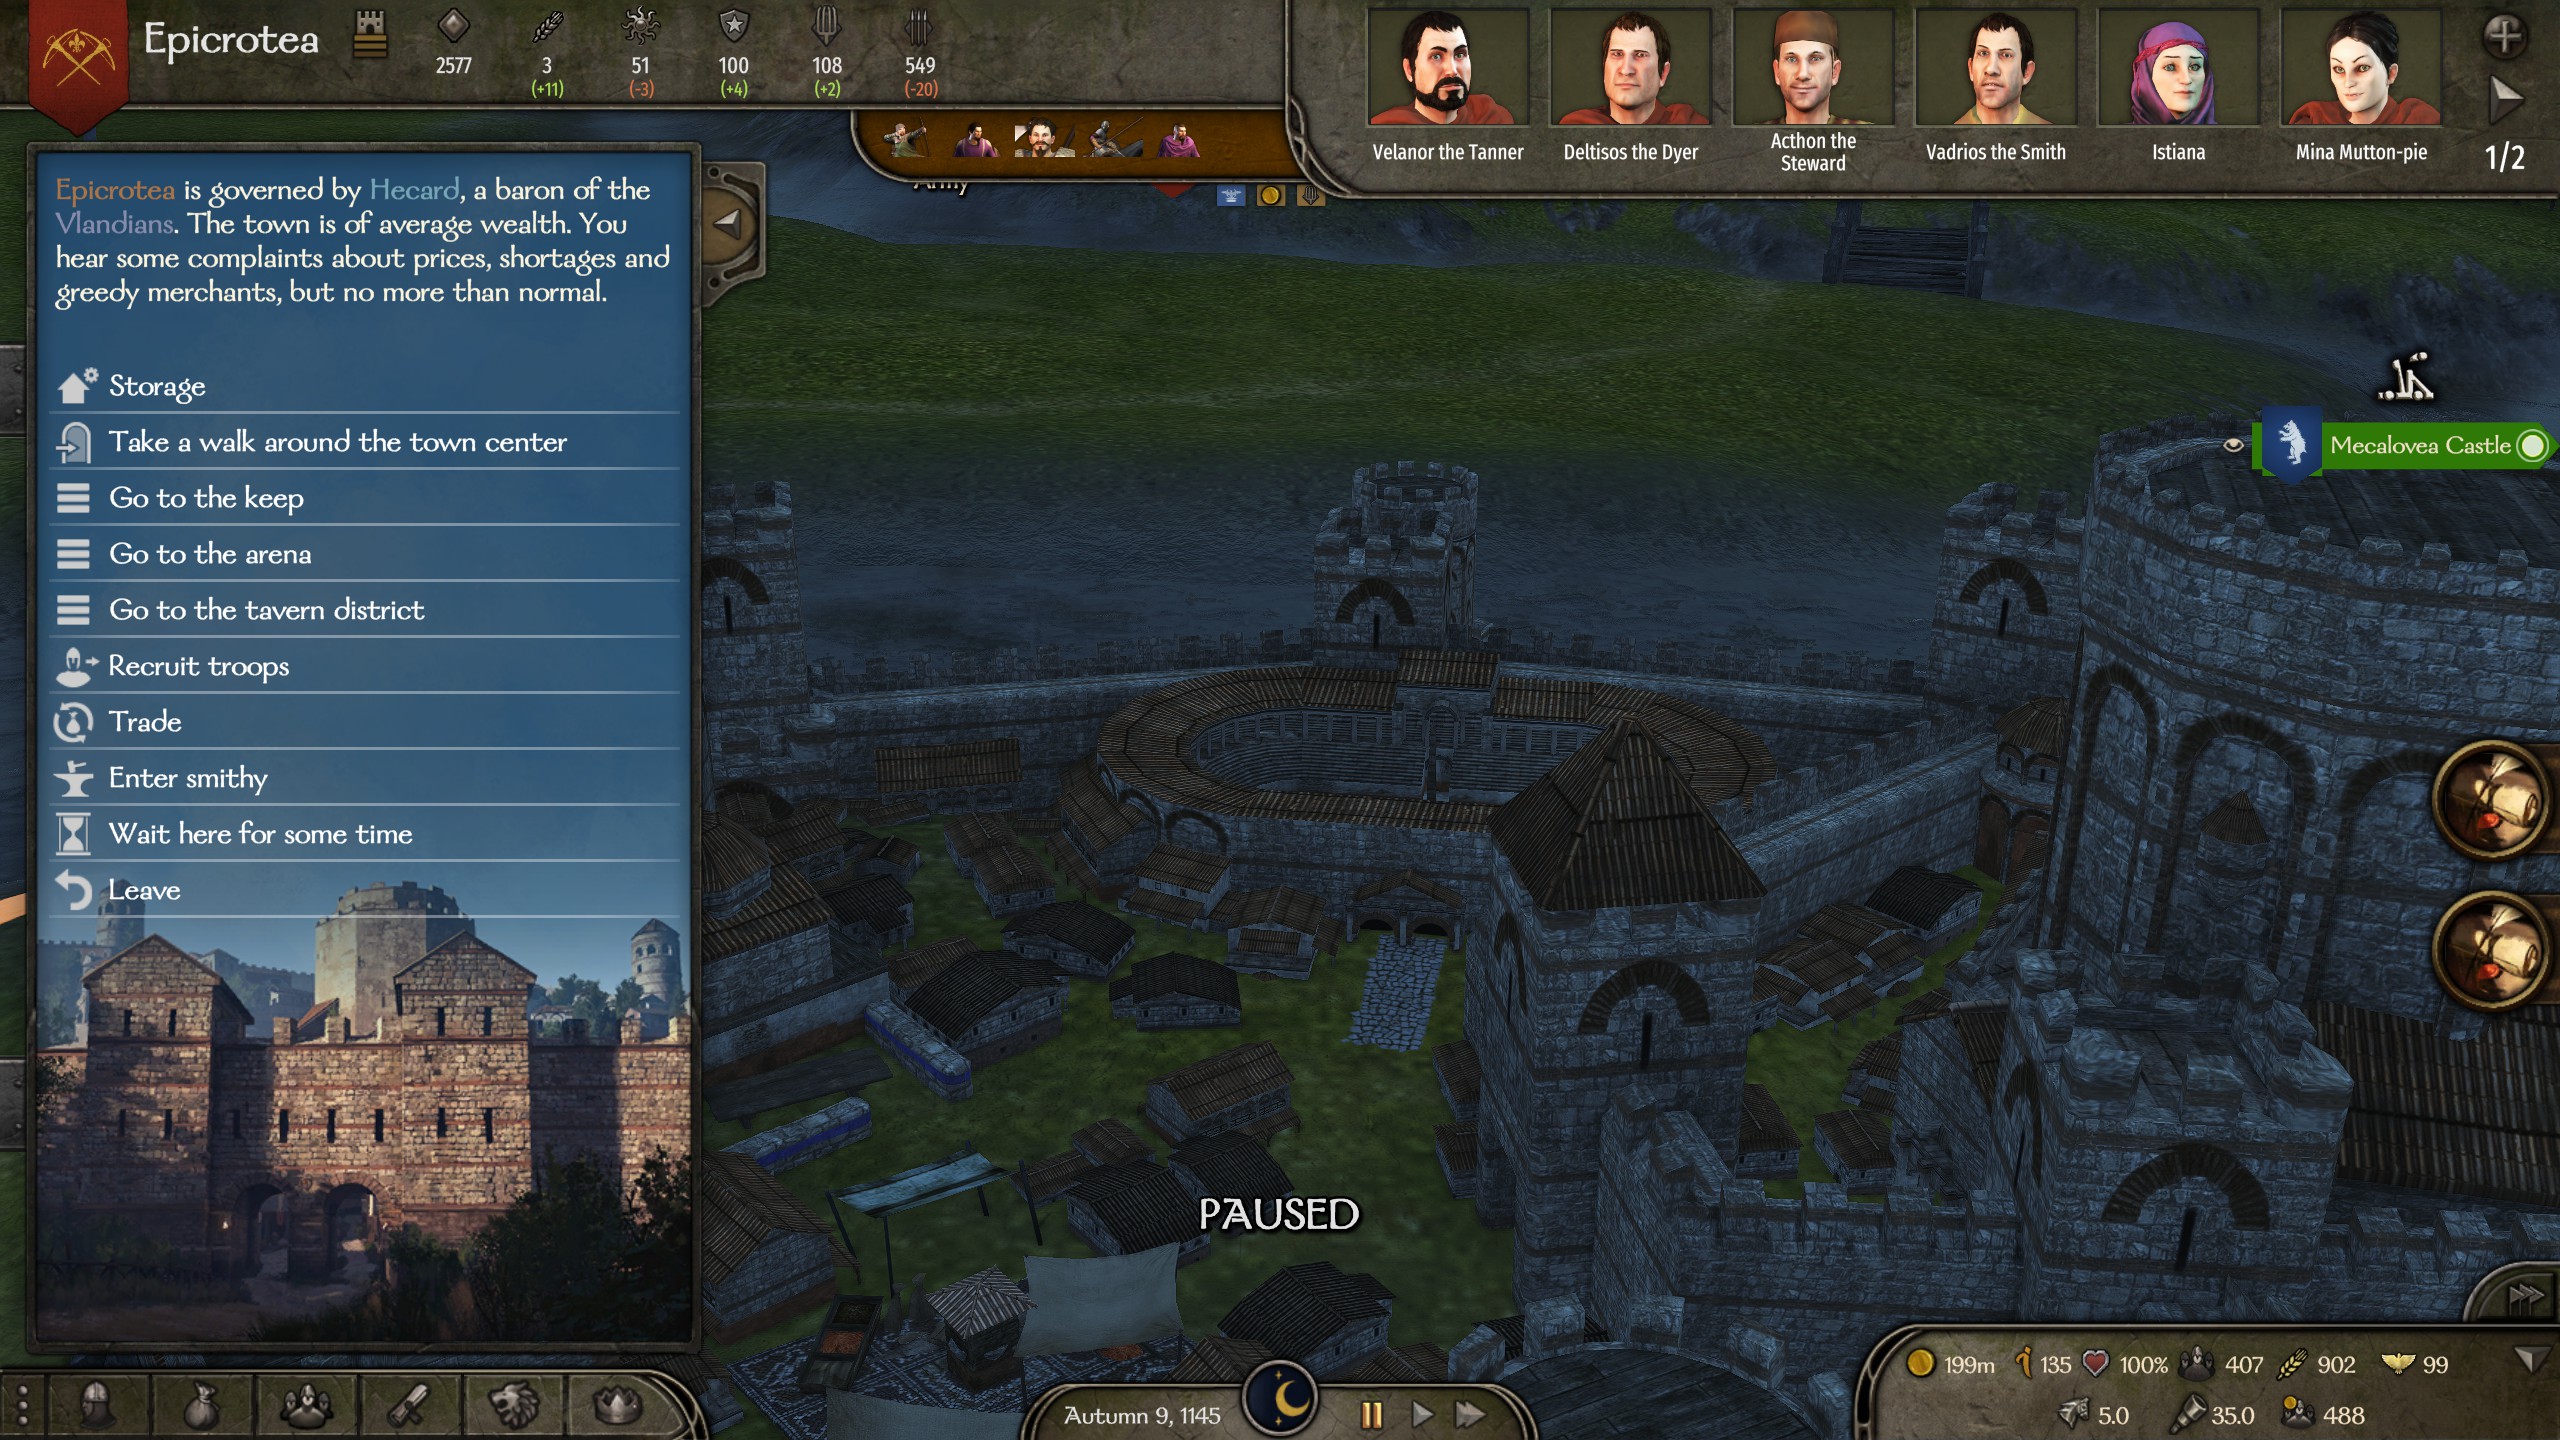 Epicrotea
2577
3
51
100
108
549
(+11)
(-3)
(+4)
(+2)
(-20)
Velanor the Tanner
Deltisos the Dyer
Acthon the
Steward
Vadrios the Smith
Istiana
Mina Mutton-pie
1/2
Army
Epicrotea is governed by Hecard, a baron of the
Vlandians. The town is of average wealth. You
hear some complaints about prices, shortages and
greedy merchants, but no more than normal.
Storage
Take a walk around the town center
Go to the keep
Go to the arena
Go to the tavern district
Recruit troops
Trade
Enter smithy
Wait here for some time
Leave
Mecalovea Castle
PAUSED
Autumn 9, 1145
199m
135
100%
407
902
99
5.0
35.0
488